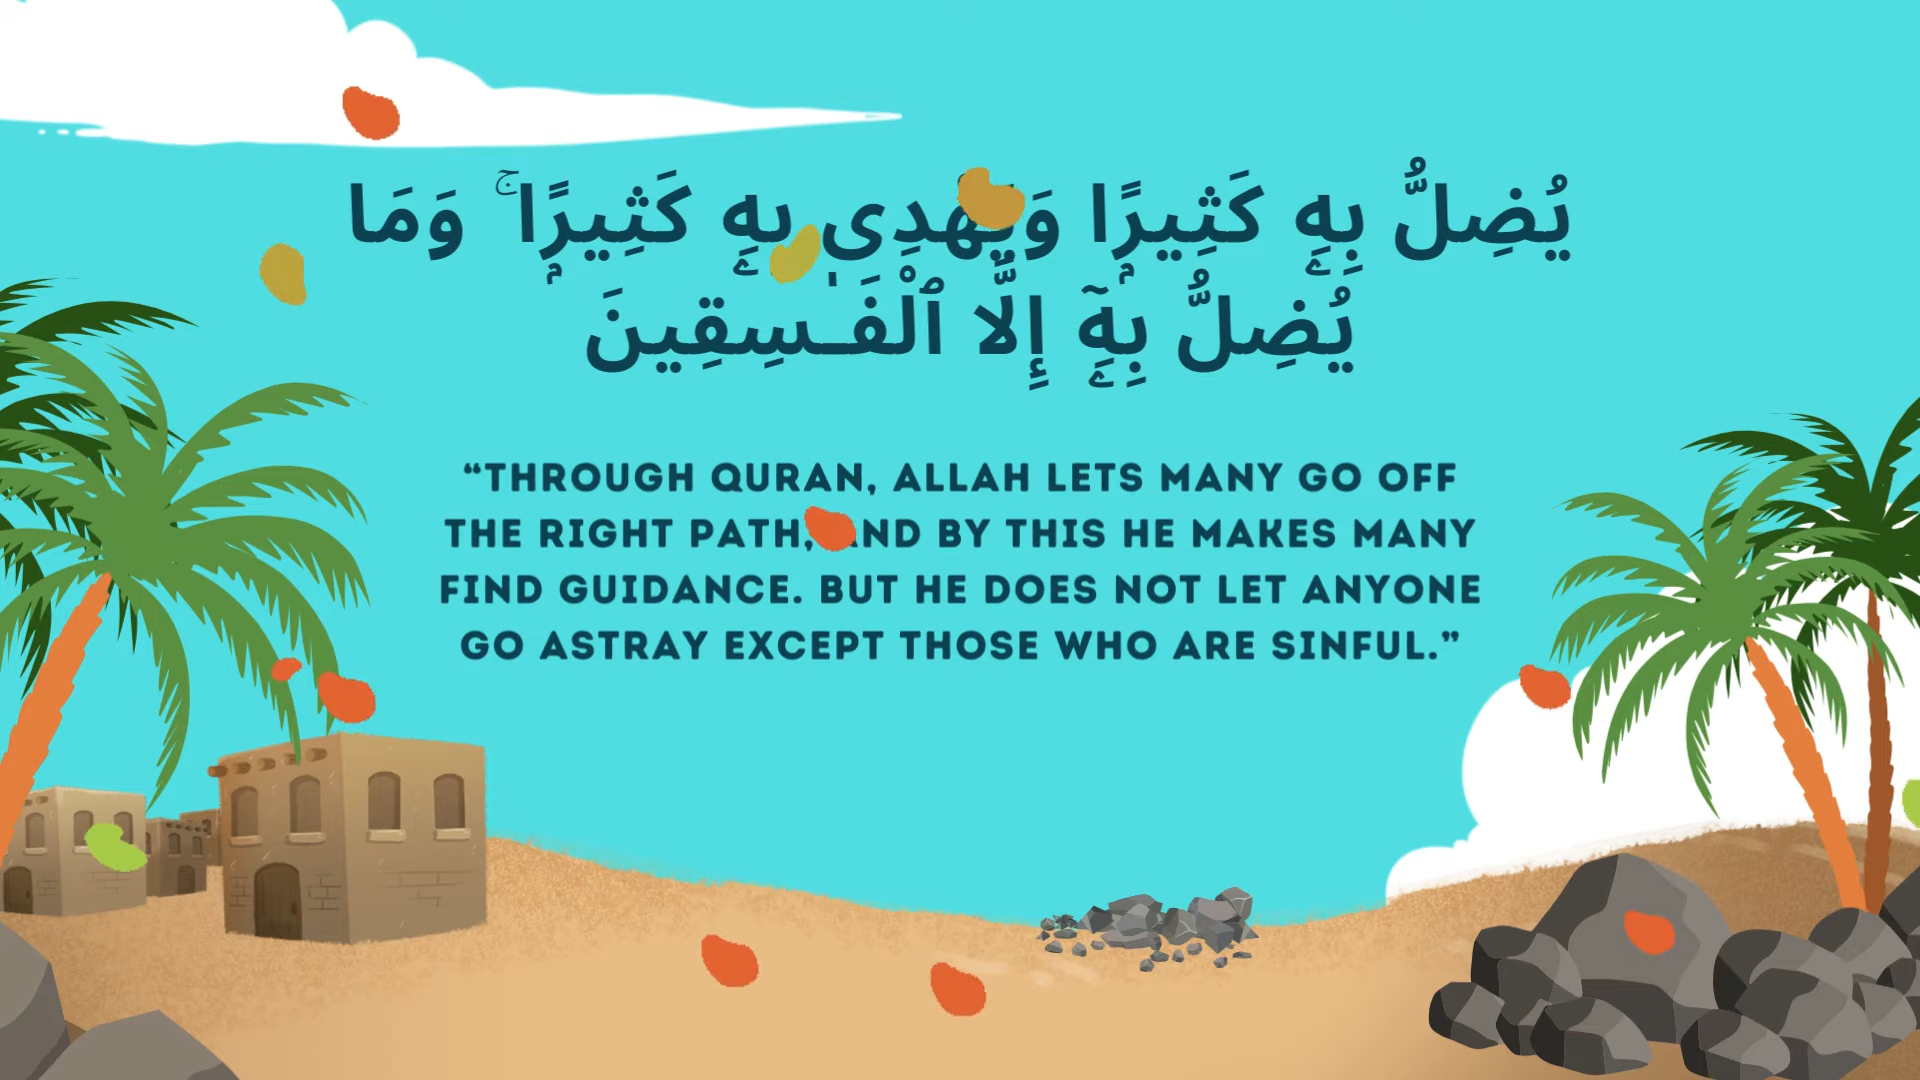 يُضِلُّ بِهِۦ كَثِيرًا وَيَهْدِى بِهِۦ كَثِيرًۭا ۚ وَمَا
يُضِلُّ بِهِۦٓ إِلَّا ٱلْفَـٰسِقِينَ
“THROUGH QURAN, ALLAH LETS MANY GO OFF
THE RIGHT PATH, AND BY THIS HE MAKES MANY
FIND GUIDANCE. BUT HE DOES NOT LET ANYONE
GO ASTRAY EXCEPT THOSE WHO ARE SINFUL.”